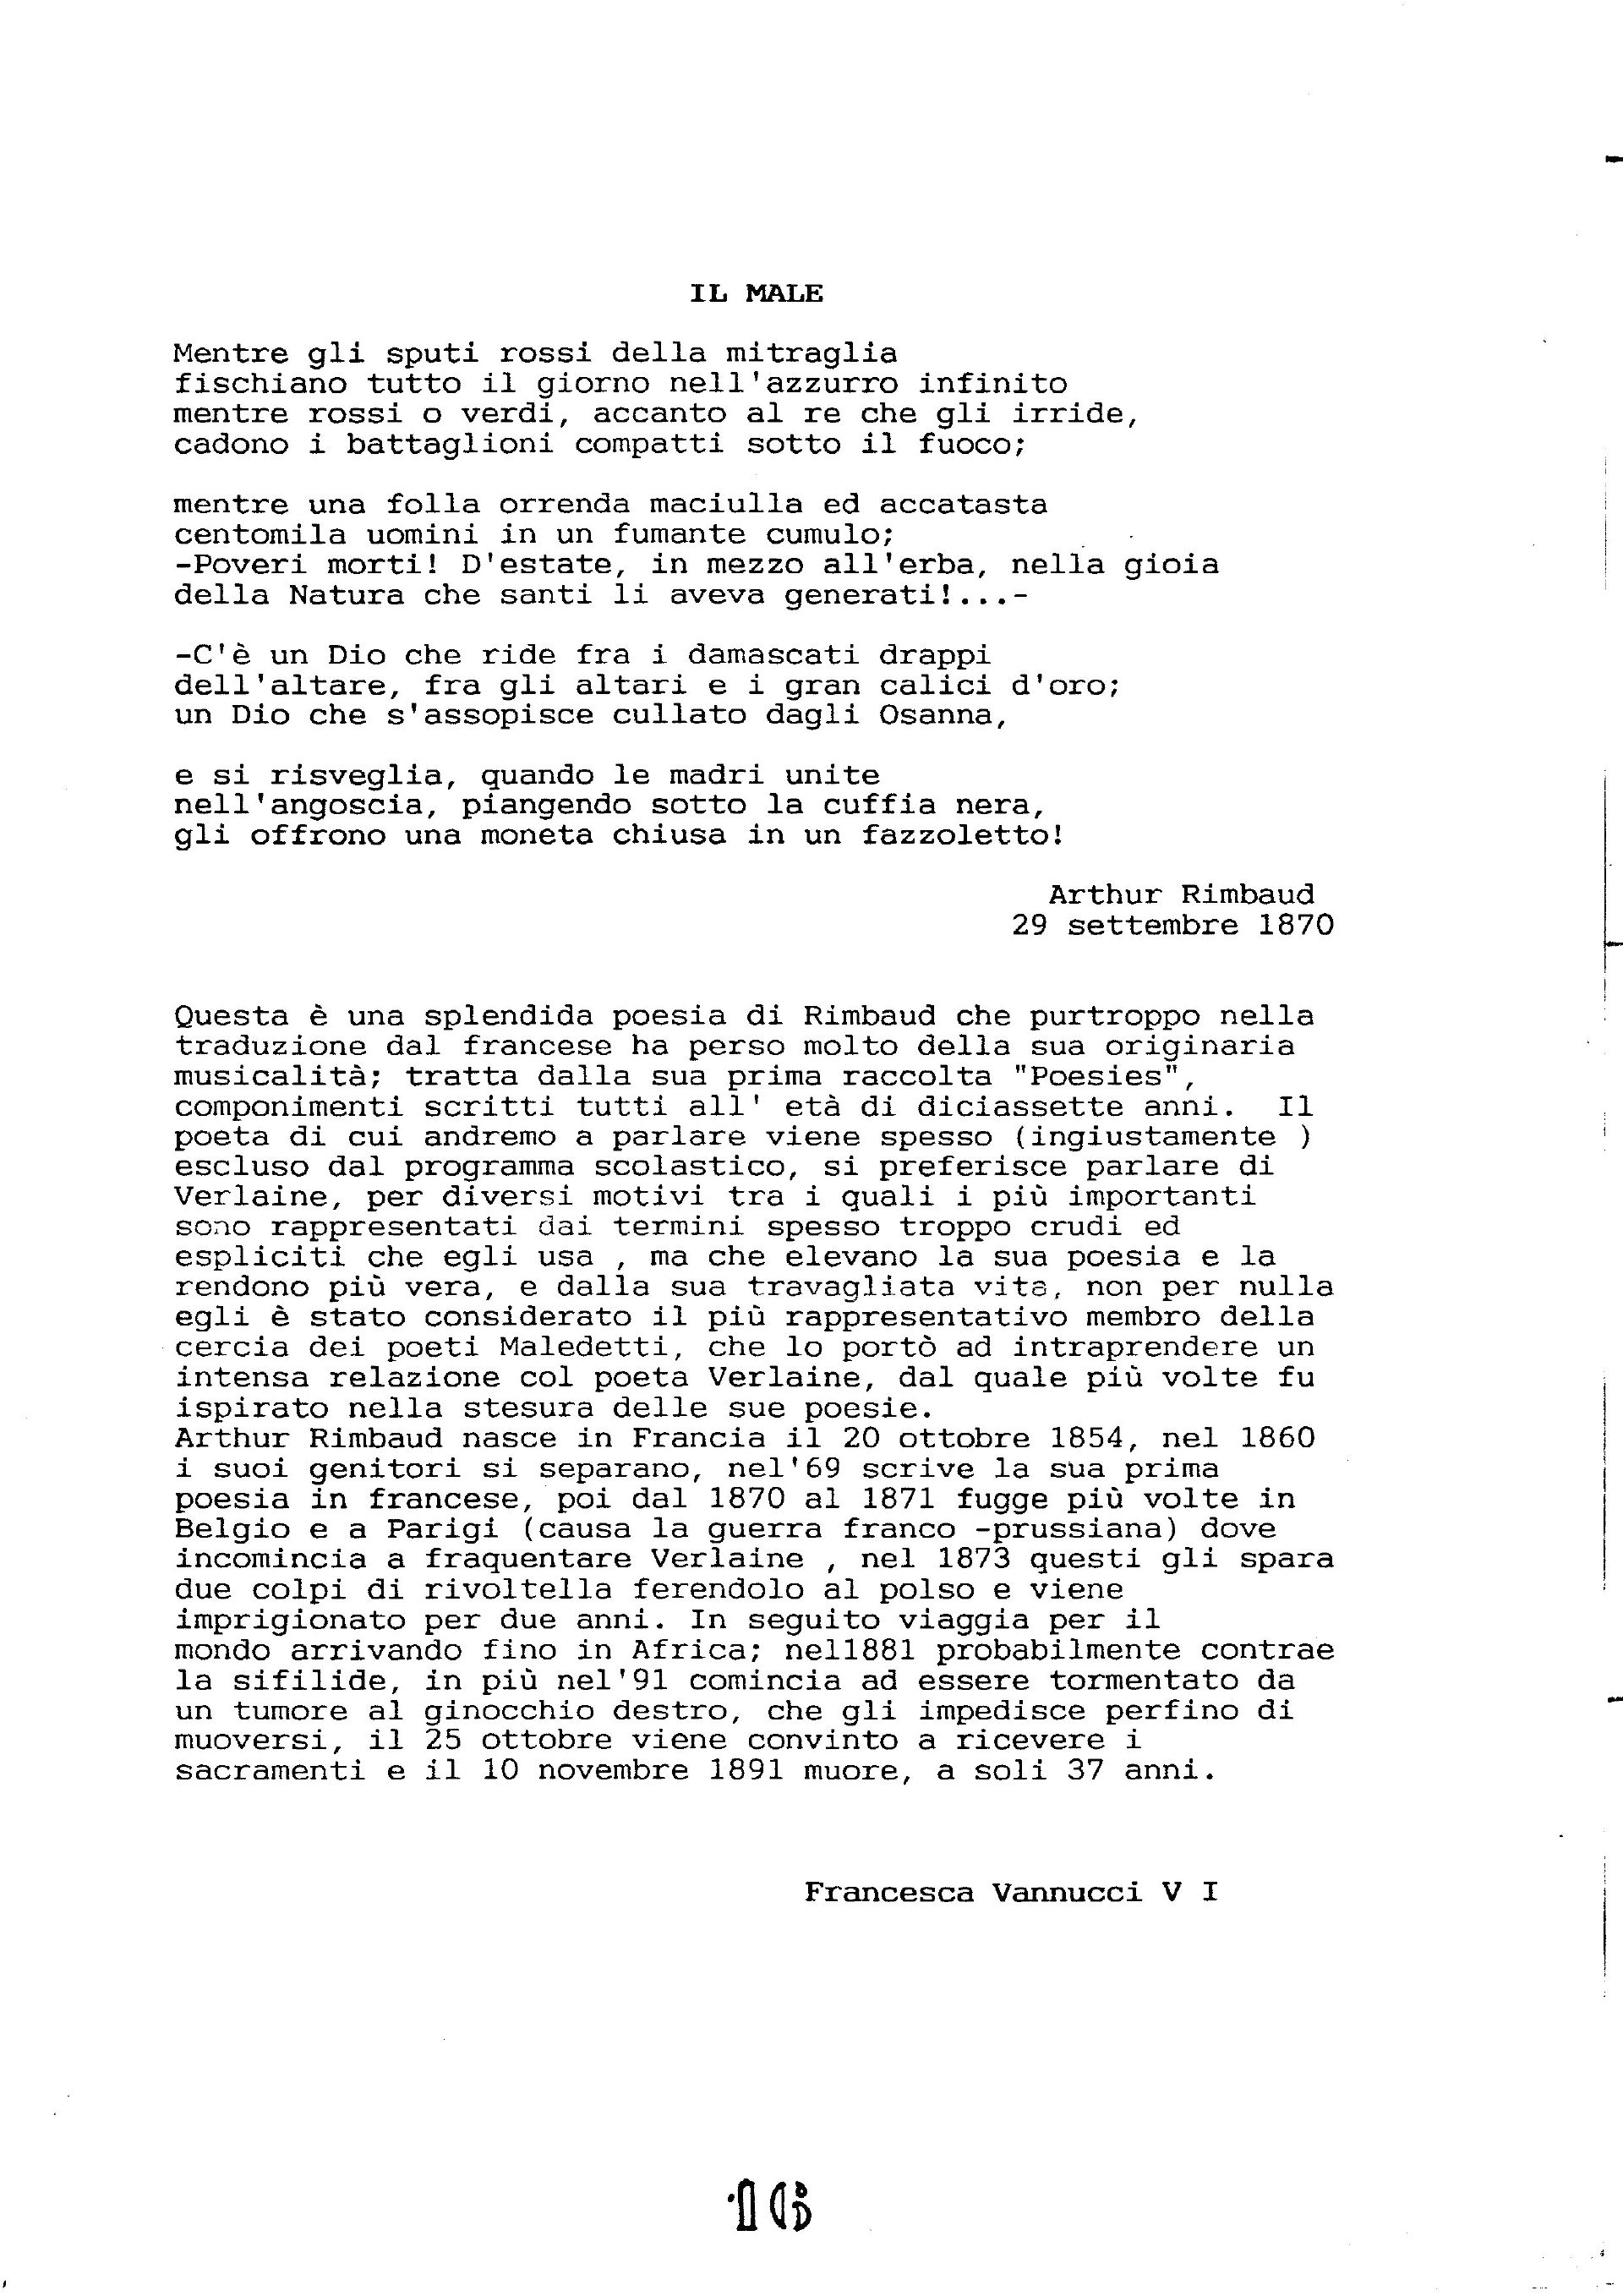 IL MALE
Mentre gli sputi rossi della mitraglia
fischiano tutto il giorno nell'azzurro infinito
mentre rossi o verdi, accanto al re che gli irride,
cadono i battaglioni compatti sotto il fuoco;
mentre una folla orrenda maciulla ed accatasta
centomila uomini in un fumante cumulo;
-Poveri morti! D'estate, in mezzo all'erba, nella gioia
della Natura che santi li aveva generati!...-
-C'è un Dio che ride fra i damascati drappi
dell'altare, fra gli altari e i gran calici d'oro;
un Dio che s'assopisce cullato dagli Osanna,
e si risveglia, quando le madri unite
nell'angoscia, piangendo sotto la cuffia nera,
gli offrono una moneta chiusa in un fazzoletto!
Arthur Rimbaud
29 settembre 1870
Questa è una splendida poesia di Rimbaud che purtroppo nella
traduzione dal francese ha perso molto della sua originaria
musicalità; tratta dalla sua prima raccolta "Poesies",
componimenti scritti tutti all' età di diciassette anni. Il
poeta di cui andremo a parlare viene spesso (ingiustamente )
escluso dal programma scolastico, si preferisce parlare di
Verlaine, per diversi motivi tra i quali i più importanti
sono rappresentati dai termini spesso troppo crudi ed
espliciti che egli usa , ma che elevano la sua poesia e la
rendono più vera, e dalla sua travagliata vita, non per nulla
egli è stato considerato il più rappresentativo membro della
cercia dei poeti Maledetti, che lo portò ad intraprendere un
intensa relazione col poeta Verlaine, dal quale più volte fu
ispirato nella stesura delle sue poesie.
Arthur Rimbaud nasce in Francia il 20 ottobre 1854, nel 1860
i suoi genitori si separano, nel'69 scrive la sua prima
poesia in francese, poi dal 1870 al 1871 fugge più volte in
Belgio e a Parigi (causa la guerra franco -prussiana) dove
incomincia a fraquentare Verlaine , nel 1873 questi gli spara
due colpi di rivoltella ferendolo al polso e viene
imprigionato per due anni. In seguito viaggia per il
mondo arrivando fino in Africa; nel1881 probabilmente contrae
la sifilide, in più nel'91 comincia ad essere tormentato da
un tumore al ginocchio destro, che gli impedisce perfino di
muoversi, il 25 ottobre viene convinto a ricevere i
sacramenti e il 10 novembre 1891 muore, a soli 37 anni.
Francesca Vannucci V I